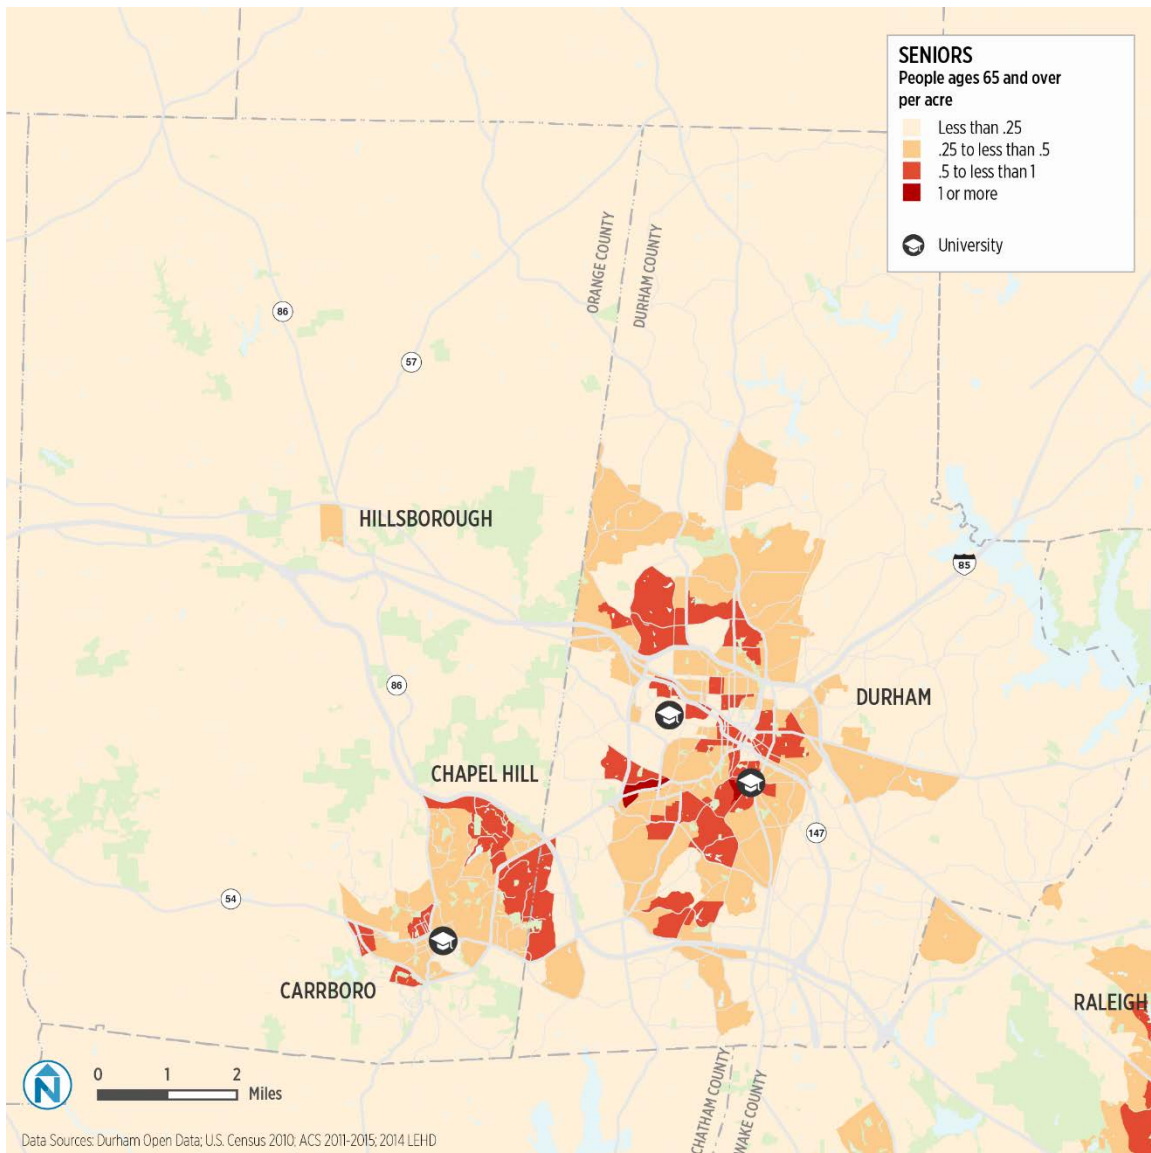 SENIORS
People ages 65 and over
per acre
Less than .25
.25 to less than .5
.5 to less than 1
1 or more
University
ORANGE COUNTY
DURHAM COUNTY
86
57
HILLSBOROUGH
85
86
DURHAM
CHAPEL HILL
147
54
CARRBORO
RALEIGH
N
0 1 2
Miles
CHATHAM COUNTY
WAKE COUNTY
Data Sources: Durham Open Data; U.S. Census 2010; ACS 2011-2015; 2014 LEHD